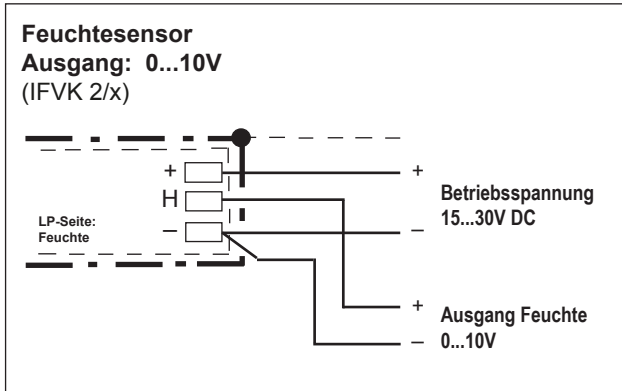 Feuchtesensor
Ausgang: 0...10V
(IFVK 2/x)
+ +
H
Betriebsspannung
15...30V DC
LP-Seite:
Feuchte
– –
+
Ausgang Feuchte
0...10V
–